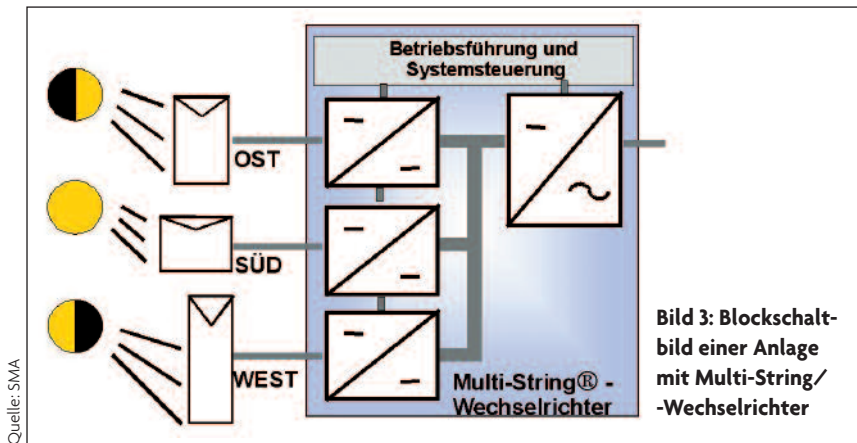 Betriebsführung und
Systemsteuerung
OST
SÜD
WEST
Multi-String® -
Wechselrichter
Bild 3: Blockschalt-
bild einer Anlage
mit Multi-String/
-Wechselrichter
Quelle: SMA